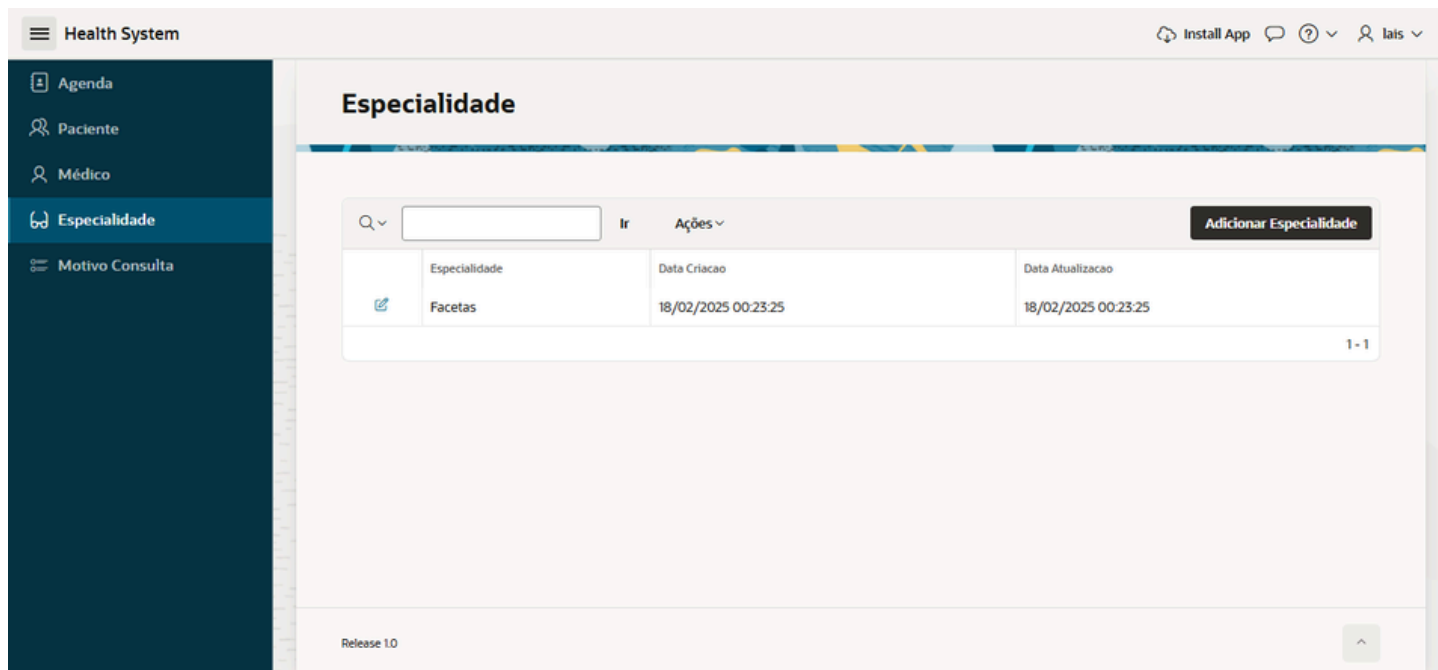 Health System
Install App
lais
Agenda
Paciente
Médico
Especialidade
Motivo Consulta
Especialidade
Ir Ações Adicionar Especialidade
Especialidade Data Criacao Data Atualizacao
Facetas 18/02/2025 00:23:25 18/02/2025 00:23:25
1 - 1
Release 1.0